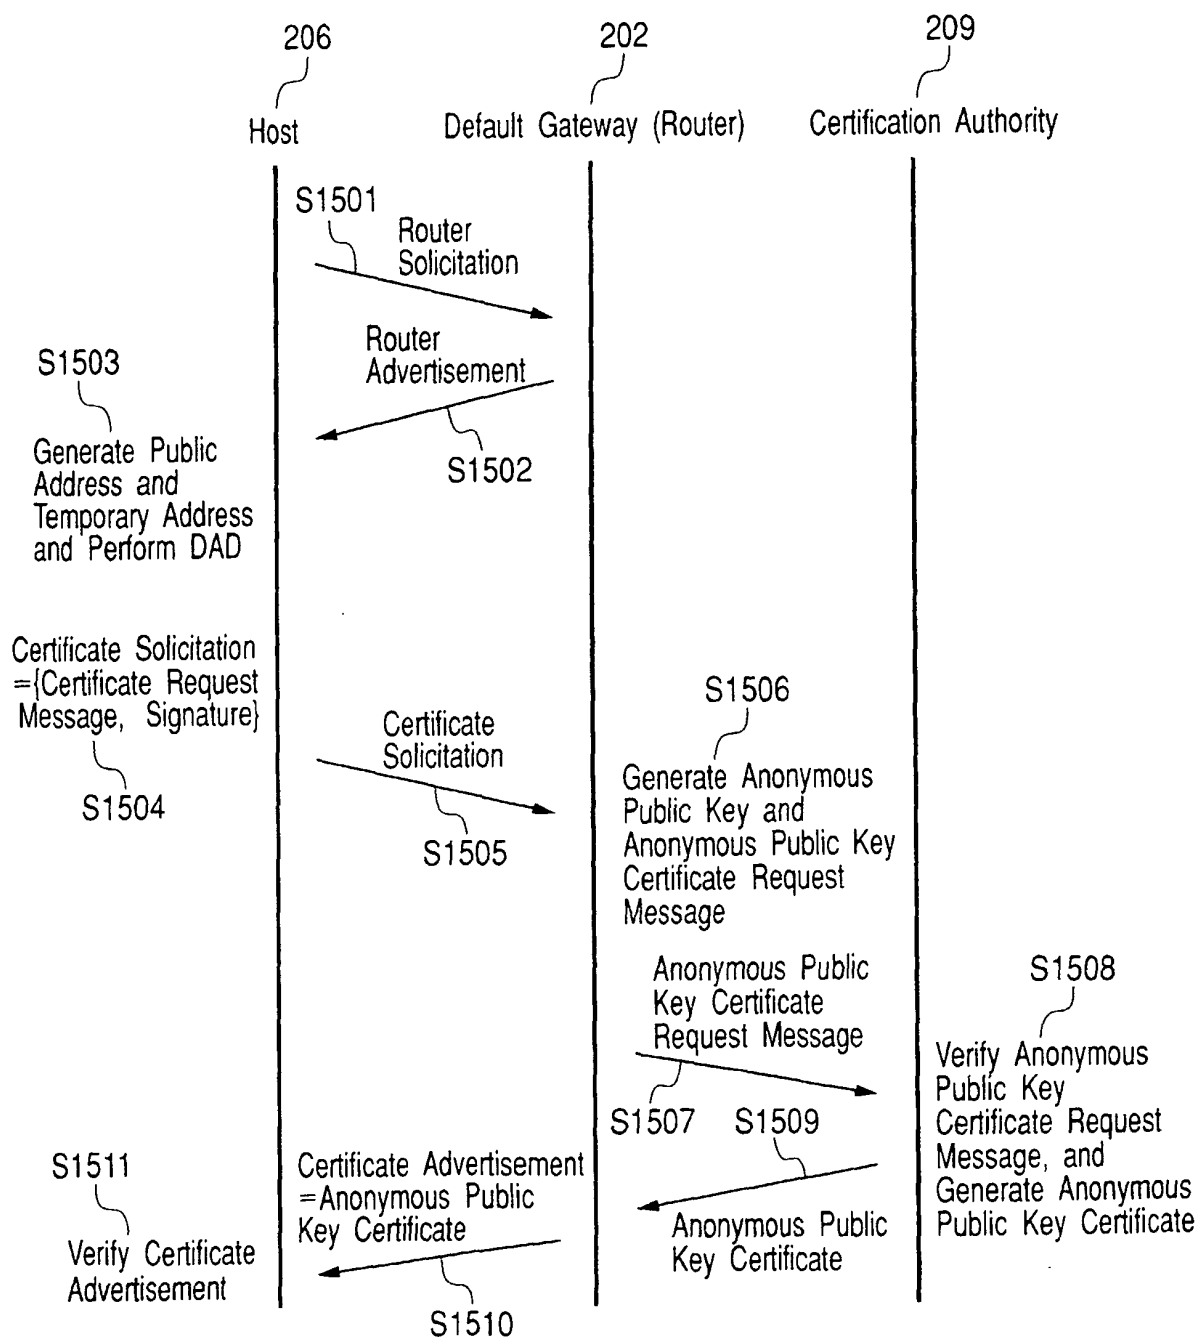 206
202
209
Host
Default Gateway (Router)
Certification Authority
S1501
Router
Solicitation
Router
Advertisement
S1503
S1502
Generate Public
Address and
Temporary Address
and Perform DAD
Certificate Solicitation
={Certificate Request
Message, Signature}
S1504
Certificate
Solicitation
S1505
S1506
Generate Anonymous
Public Key and
Anonymous Public Key
Certificate Request
Message
Anonymous Public
Key Certificate
Request Message
S1507
S1508
Verify Anonymous
Public Key
Certificate Request
Message, and
Generate Anonymous
Public Key Certificate
S1509
Anonymous Public
Key Certificate
Certificate Advertisement
=Anonymous Public
Key Certificate
S1510
S1511
Verify Certificate
Advertisement